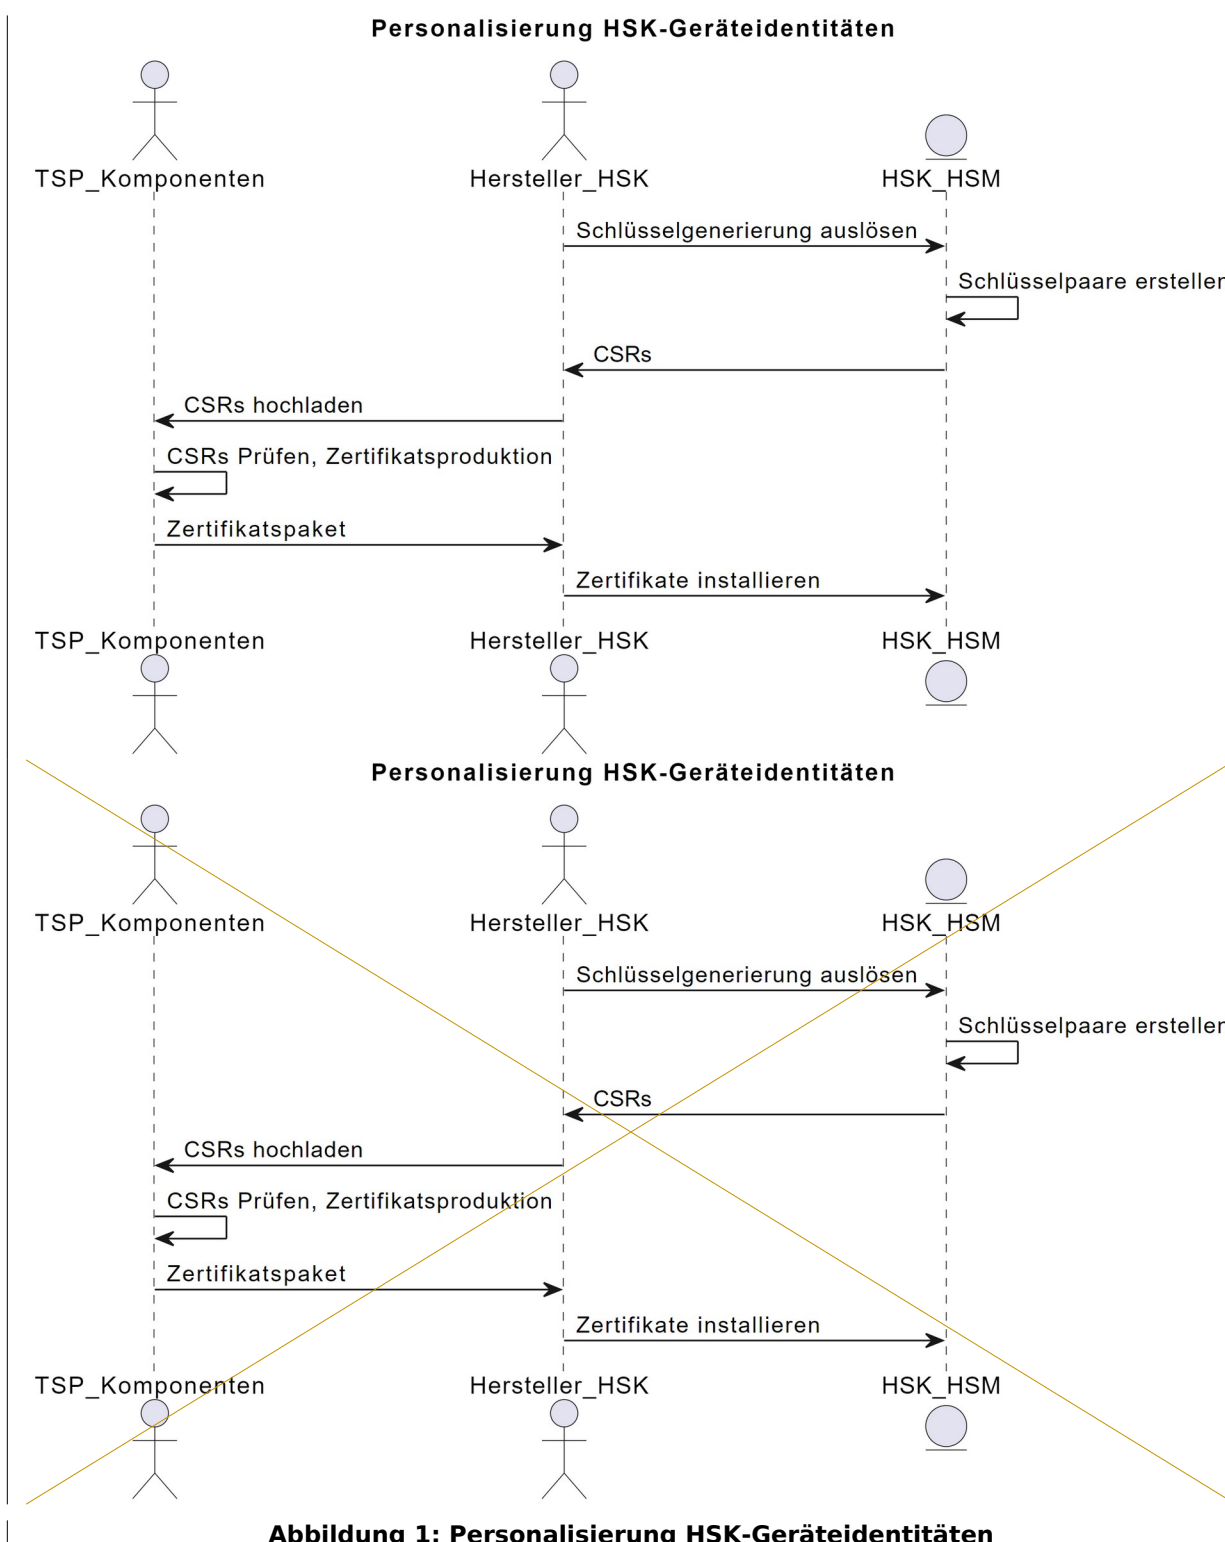 Personalisierung HSK-Geräteidentitäten
TSP_Komponenten Hersteller_HSK HSK_HSM
Schlüsselgenerierung auslösen
Schlüsselpaare erstellen
CSRs
CSRs hochladen
CSRs Prüfen, Zertifikatsproduktion
Zertifikatspaket
Zertifikate installieren
TSP_Komponenten Hersteller_HSK HSK_HSM
Personalisierung HSK-Geräteidentitäten
TSP_Komponenten Hersteller_HSK HSK_HSM
Schlüsselgenerierung auslösen
Schlüsselpaare erstellen
CSRs
CSRs hochladen
CSRs Prüfen, Zertifikatsproduktion
Zertifikatspaket
Zertifikate installieren
TSP_Komponenten Hersteller_HSK HSK_HSM
Abbildung 1: Personalisierung HSK-Geräteidentitäten